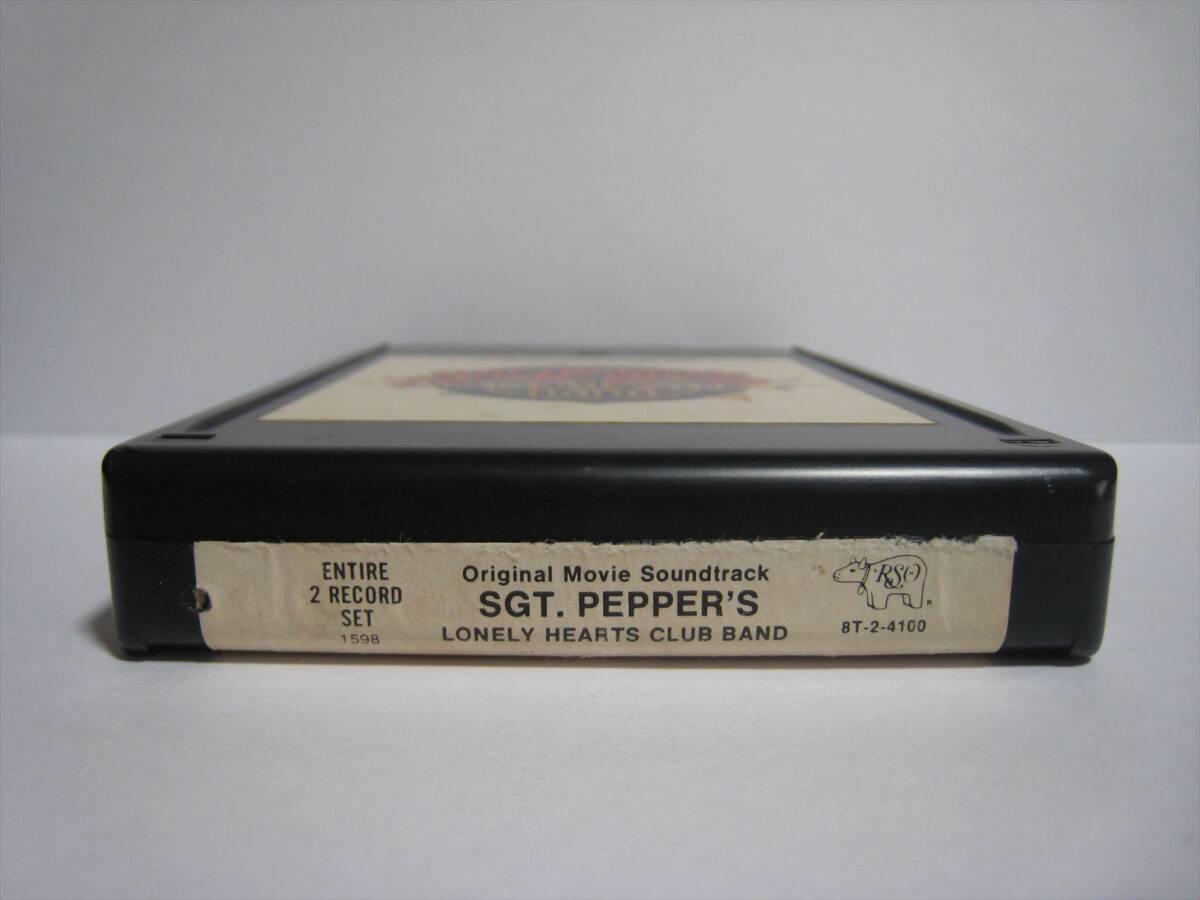 ENTIRE
2 RECORD
SET
1598
Original Movie Soundtrack
SGT. PEPPER'S
LONELY HEARTS CLUB BAND
RSO
®
8T-2-4100